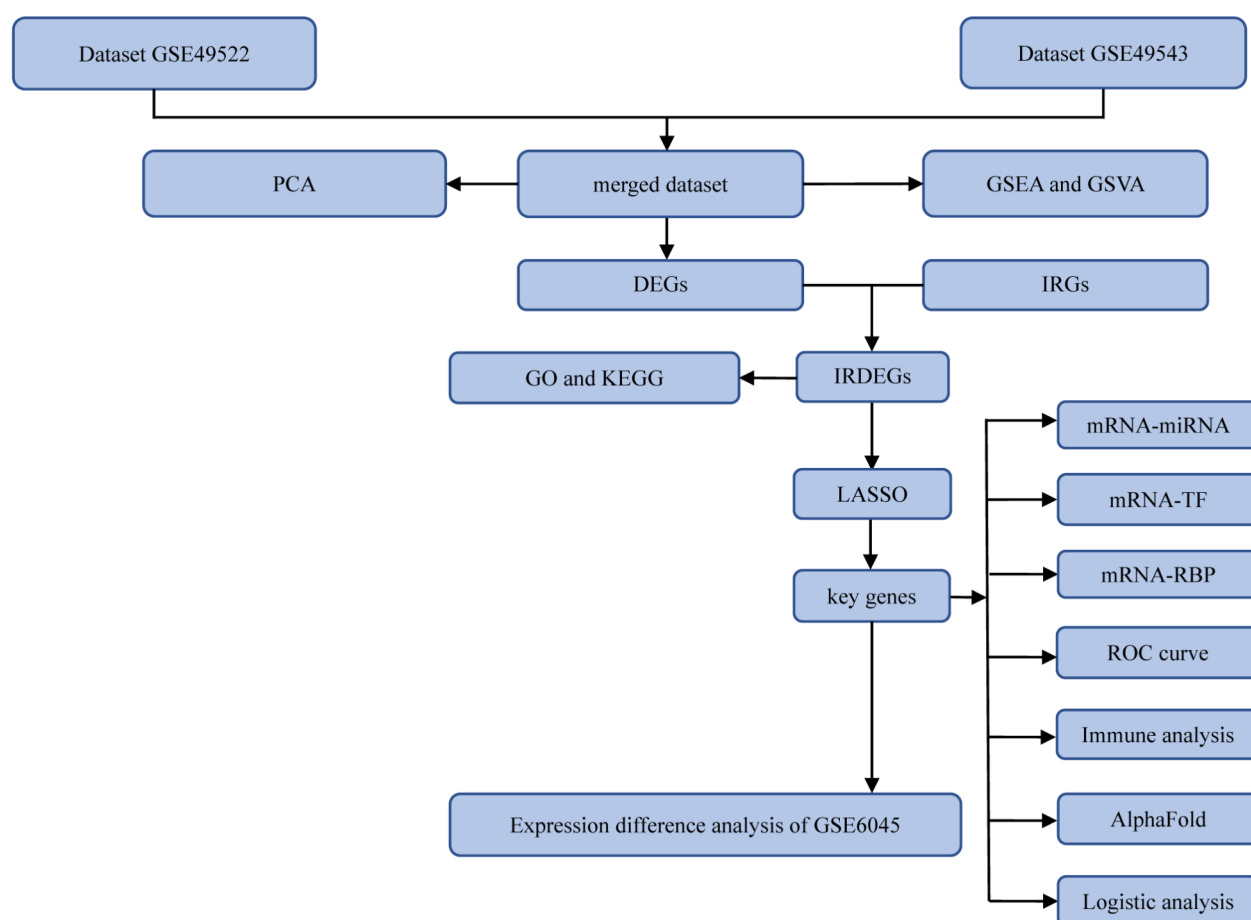 Dataset GSE49522
Dataset GSE49543
PCA
merged dataset
GSEA and GSVA
DEGs
IRGs
GO and KEGG
IRDEGs
mRNA-miRNA
LASSO
mRNA-TF
mRNA-RBP
key genes
ROC curve
Immune analysis
Expression difference analysis of GSE6045
AlphaFold
Logistic analysis